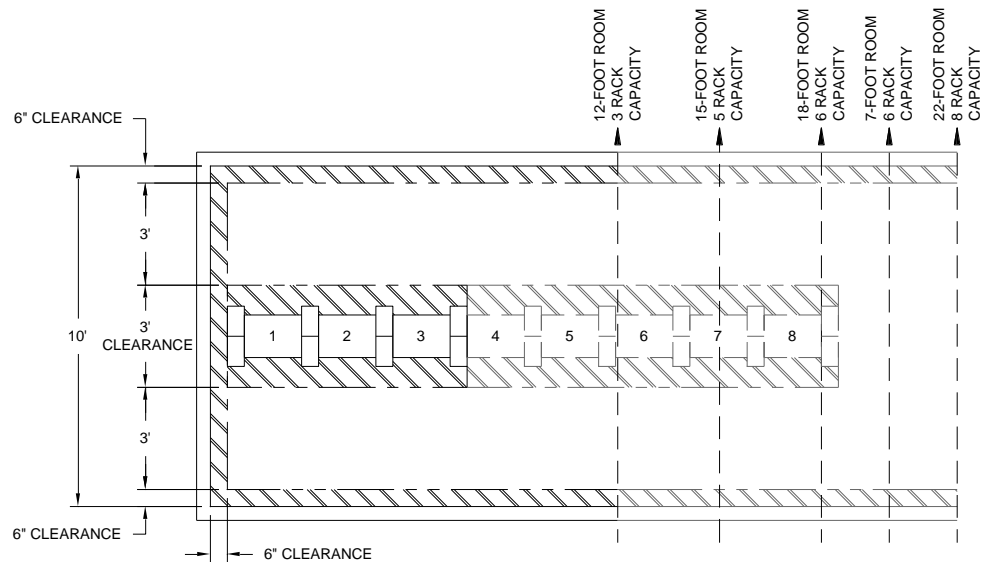 12-FOOT ROOM
3 RACK
CAPACITY
15-FOOT ROOM
5 RACK
CAPACITY
18-FOOT ROOM
6 RACK
CAPACITY
7-FOOT ROOM
6 RACK
CAPACITY
22-FOOT ROOM
8 RACK
CAPACITY
6" CLEARANCE
3'
10'
3'
CLEARANCE
1 2 3 4 5 6 7 8
3'
6" CLEARANCE
6" CLEARANCE